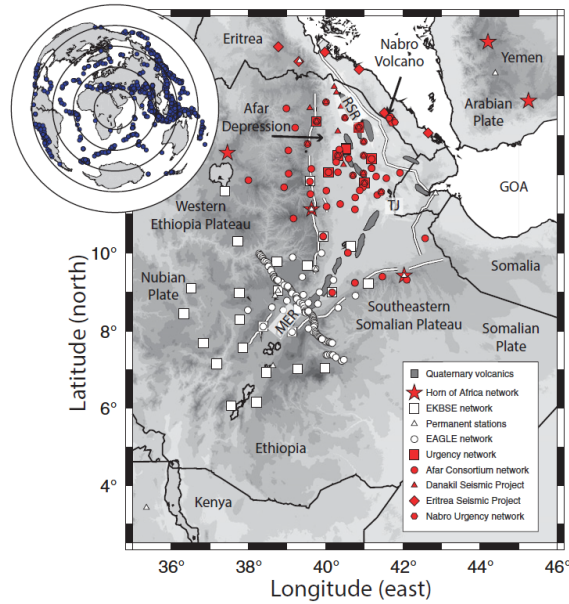 Eritrea
Nabro
Volcano
Yemen
Arabian
Plate
RSR
Afar
Depression
GOA
TJ
Western
Ethiopia Plateau
Nubian
Plate
MER
Somalia
Southeastern
Somalian Plateau
Somalian
Plate
Ethiopia
Kenya
Quaternary volcanics
Horn of Africa network
EKBSE network
Permanent stations
EAGLE network
Urgency network
Afar Consortium network
Danakil Seismic Project
Eritrea Seismic Project
Nabro Urgency network
10°
8°
6°
4°
Latitude (north)
36° 38° 40° 42° 44°
Longitude (east)